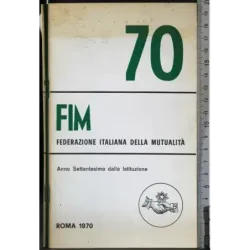 70
FIM
FEDERAZIONE ITALIANA DELLA MUTUALITÀ
Anno Settantesimo dalla Istituzione
ROMA 1970